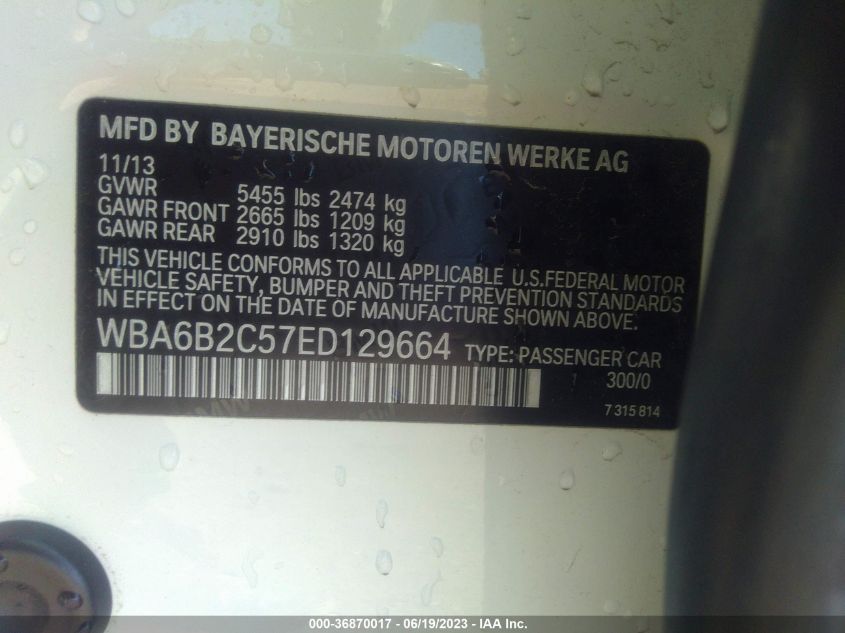 MFD BY BAYERISCHE MOTOREN WERKE AG
11/13
GVWR 5455 lbs 2474 kg
GAWR FRONT 2665 lbs 1209 kg
GAWR REAR 2910 lbs 1320 kg
THIS VEHICLE CONFORMS TO ALL APPLICABLE U.S.FEDERAL MOTOR
VEHICLE SAFETY, BUMPER AND THEFT PREVENTION STANDARDS
IN EFFECT ON THE DATE OF MANUFACTURE SHOWN ABOVE.
WBA6B2C57ED129664 TYPE: PASSENGER CAR
300/0
7 315 814
000-36870017 - 06/19/2023 - IAA Inc.